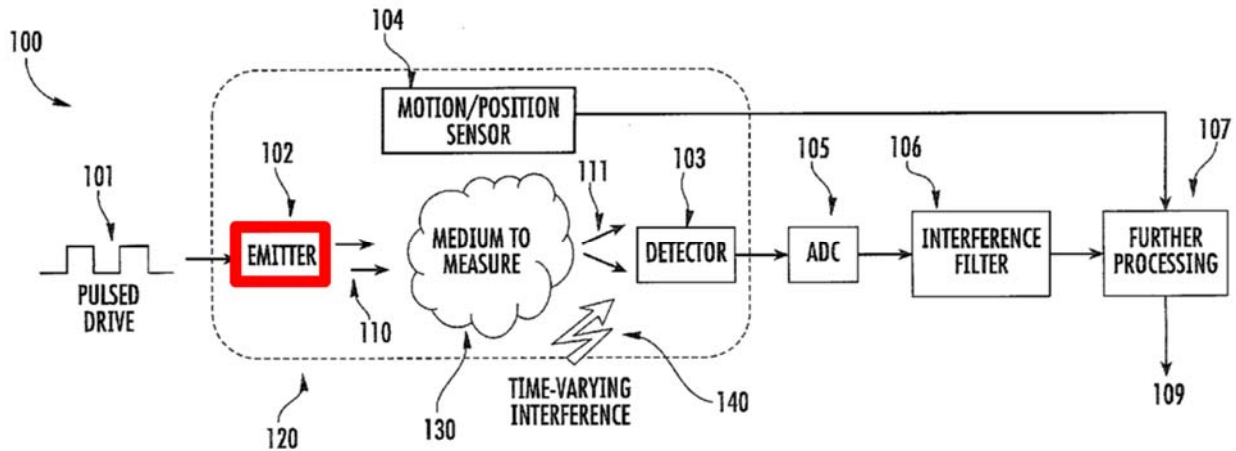 100
104
MOTION/POSITION
SENSOR
101
102
EMITTER
PULSED
DRIVE
110
MEDIUM TO
MEASURE
111
103
DETECTOR
105
ADC
106
INTERFERENCE
FILTER
107
FURTHER
PROCESSING
120
130
TIME-VARYING
INTERFERENCE
140
109